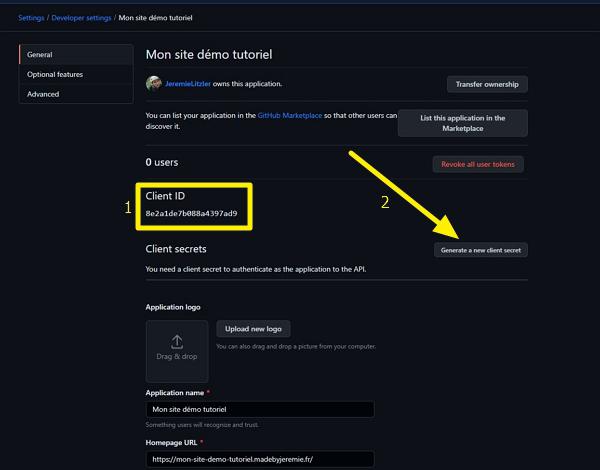 Settings / Developer settings / Mon site démo tutoriel
General
Optional features
Advanced
Mon site démo tutoriel
JeremieLitzler owns this application.
Transfer ownership
You can list your application in the GitHub Marketplace so that other users can
discover it.
List this application in the
Marketplace
0 users
Revoke all user tokens
1
Client ID
8e2a1de7b088a4397ad9
2
Client secrets
Generate a new client secret
You need a client secret to authenticate as the application to the API.
Application logo
Drag & drop
Upload new logo
You can also drag and drop a picture from your computer.
Application name *
Mon site démo tutoriel
Something users will recognize and trust.
Homepage URL *
https://mon-site-demo-tutoriel.madebyjeremie.fr/